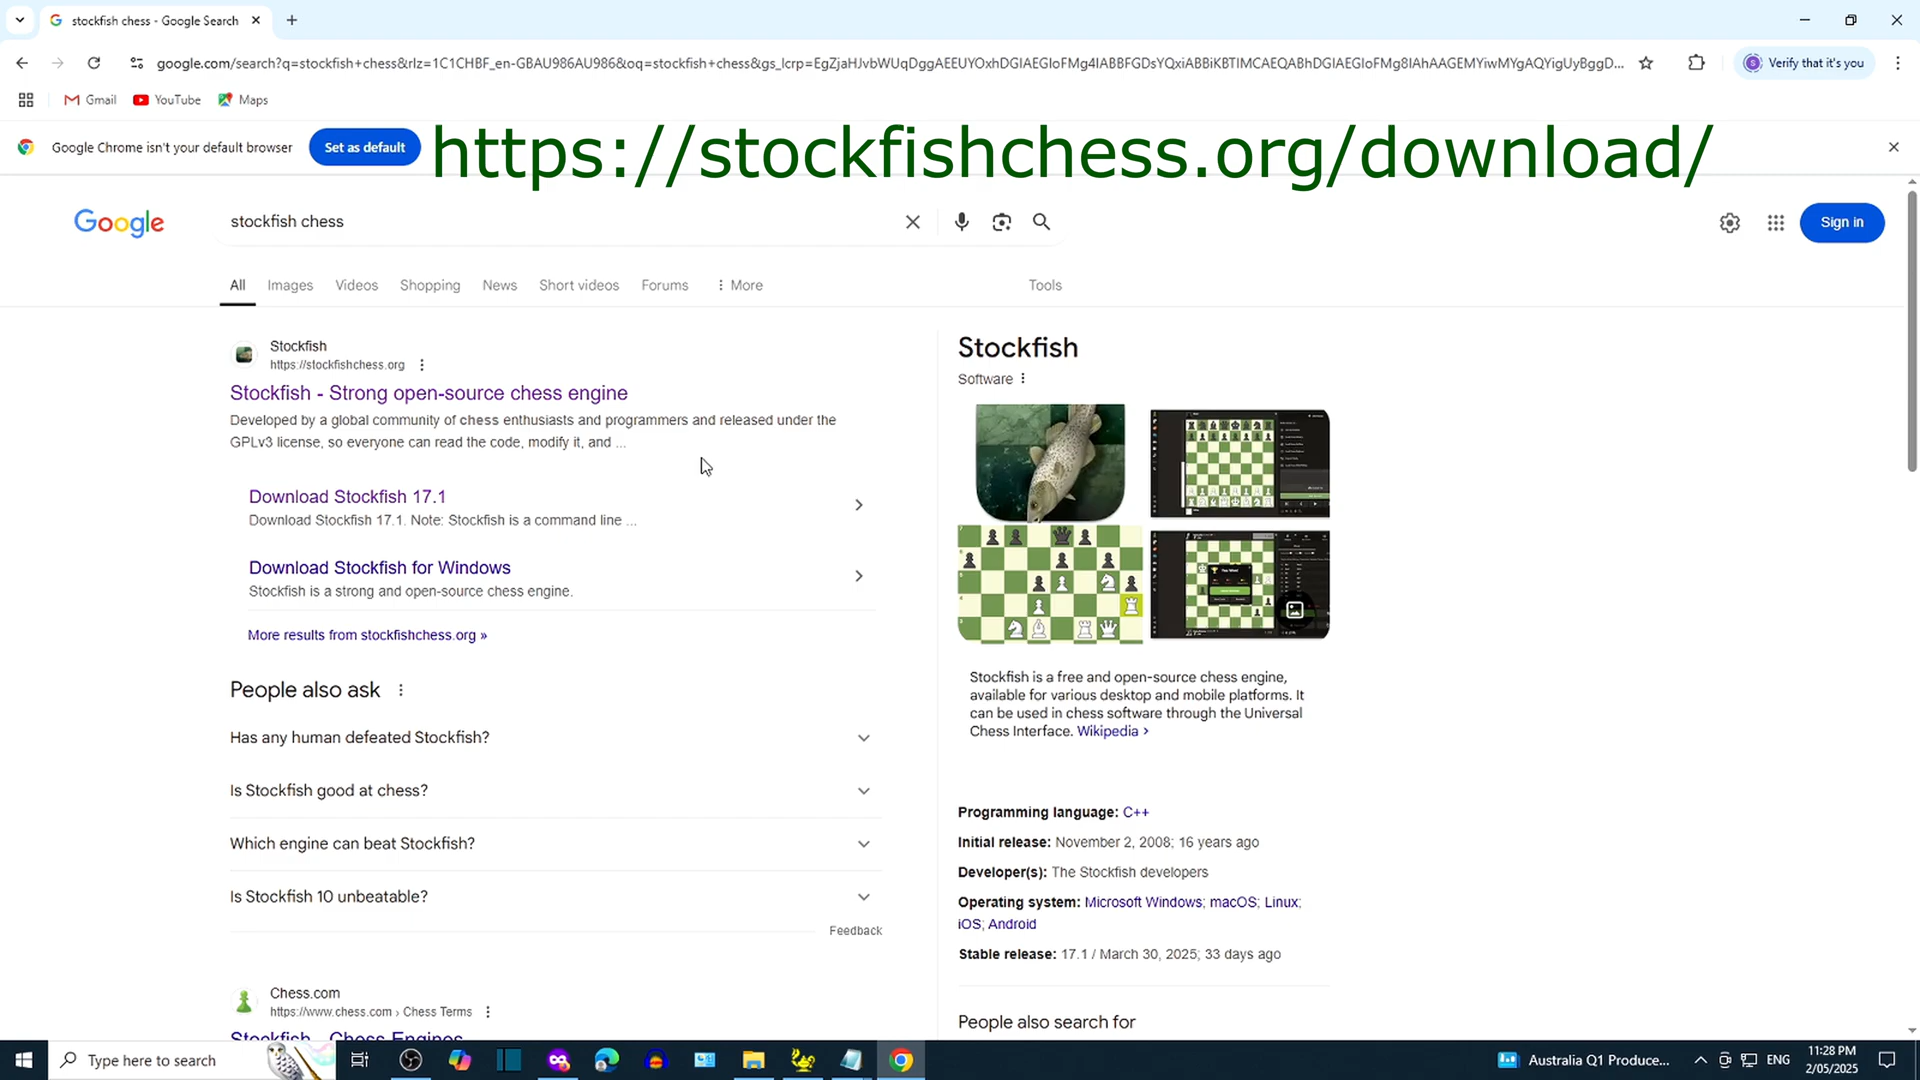 stockfish chess - Google Search
google.com/search?q=stockfish+chess&rlz=1C1CHBF_en-GBAU986AU986&oq=stockfish+chess&gs_lcrp=EgZjaHJvbWUqDggAEEUYOxhDGIAEGIoFMg4IABBFGDsYQxiABBiKBTIMCAEQABhDGIAEGIoFMg8IAhAAGEMYiwMYgAQYigUyBggD...
Verify that it's you
Gmail
YouTube
Maps
Google Chrome isn't your default browser
Set as default
https://stockfishchess.org/download/
Google
stockfish chess
Sign in
All
Images
Videos
Shopping
News
Short videos
Forums
More
Tools
Stockfish
https://stockfishchess.org
Stockfish - Strong open-source chess engine
Developed by a global community of chess enthusiasts and programmers and released under the
GPLv3 license, so everyone can read the code, modify it, and ...
Download Stockfish 17.1
Download Stockfish 17.1. Note: Stockfish is a command line ...
Download Stockfish for Windows
Stockfish is a strong and open-source chess engine.
More results from stockfishchess.org »
People also ask
Has any human defeated Stockfish?
Is Stockfish good at chess?
Which engine can beat Stockfish?
Is Stockfish 10 unbeatable?
Feedback
Chess.com
https://www.chess.com › Chess Terms
Stockfish - Chess Engines
Stockfish
Software
Stockfish is a free and open-source chess engine,
available for various desktop and mobile platforms. It
can be used in chess software through the Universal
Chess Interface. Wikipedia ›
Programming language: C++
Initial release: November 2, 2008; 16 years ago
Developer(s): The Stockfish developers
Operating system: Microsoft Windows; macOS; Linux;
iOS; Android
Stable release: 17.1 / March 30, 2025; 33 days ago
People also search for
Type here to search
Australia Q1 Produce...
ENG
11:28 PM
2/05/2025